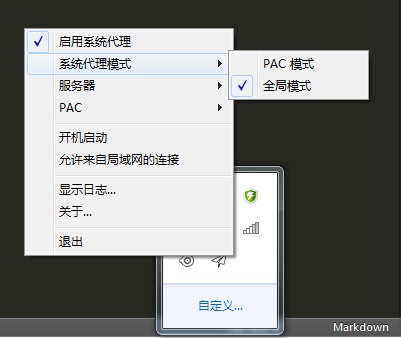 启用系统代理
系统代理模式
PAC 模式
服务器
全局模式
PAC
开机启动
允许来自局域网的连接
显示日志...
关于...
退出
自定义...
Markdown